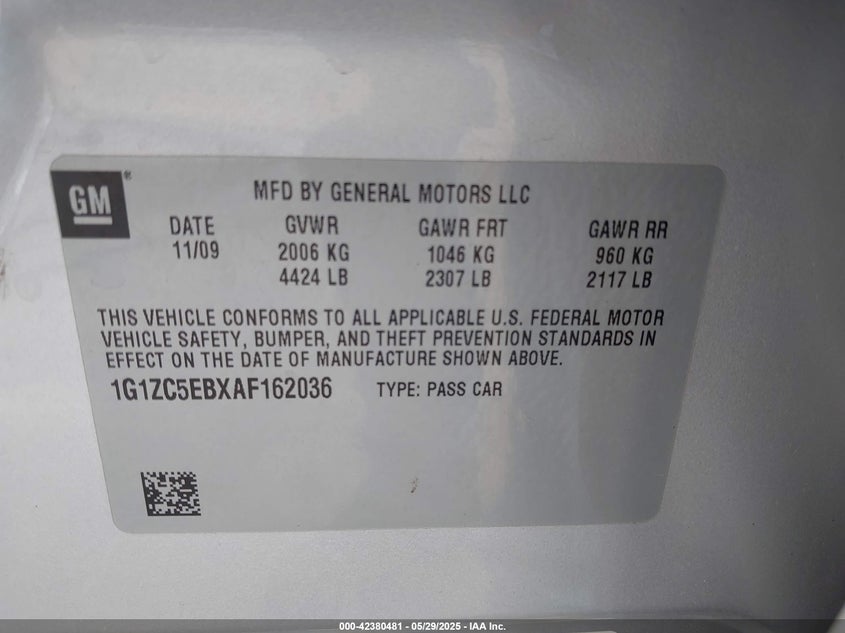 GM®
MFD BY GENERAL MOTORS LLC
DATE GVWR GAWR FRT GAWR RR
11/09 2006 KG 1046 KG 960 KG
4424 LB 2307 LB 2117 LB
THIS VEHICLE CONFORMS TO ALL APPLICABLE U.S. FEDERAL MOTOR
VEHICLE SAFETY, BUMPER, AND THEFT PREVENTION STANDARDS IN
EFFECT ON THE DATE OF MANUFACTURE SHOWN ABOVE.
1G1ZC5EBXAF162036 TYPE: PASS CAR
000-42380481 - 05/29/2025 - IAA Inc.